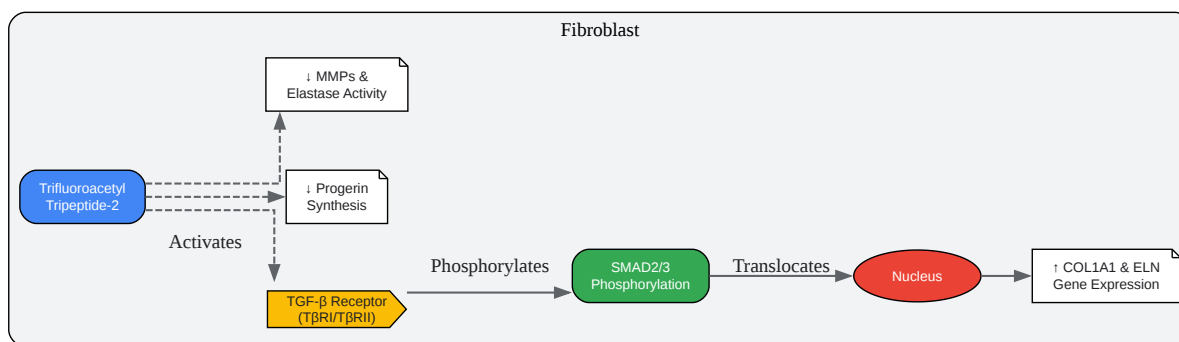 Fibroblast
↓ MMPs &
Elastase Activity
Trifluoroacetyl
Tripeptide-2
↓ Progerin
Synthesis
Activates
TGF-β Receptor
(TβRI/TβRII)
Phosphorylates
SMAD2/3
Phosphorylation
Translocates
Nucleus
↑ COL1A1 & ELN
Gene Expression